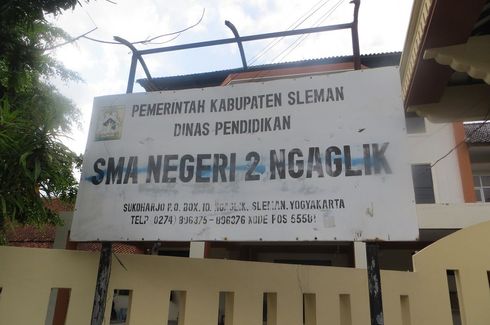 PEMERINTAH KABUPATEN SLEMAN
DINAS PENDIDIKAN
SMA NEGERI 2 NGAGLIK
SUKOHARJO P.O. BOX. 10. NGAGLIK. SLEMAN. YOGYAKARTA
TELP. (0274) 896375 - 896376 KODE POS 55581